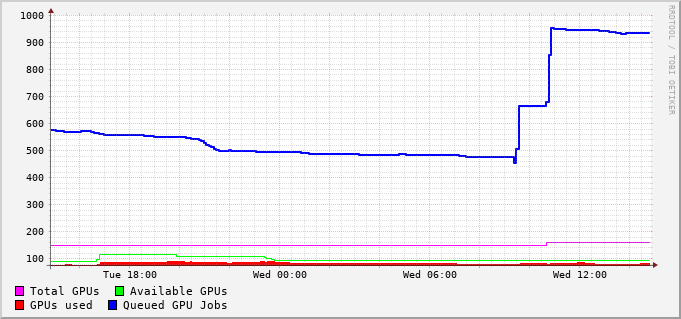 1000
900
800
700
600
500
400
300
200
100
Tue 18:00 Wed 00:00 Wed 06:00 Wed 12:00
Total GPUs Available GPUs
GPUs used Queued GPU Jobs
RRDTOOL / TOBI OETIKER